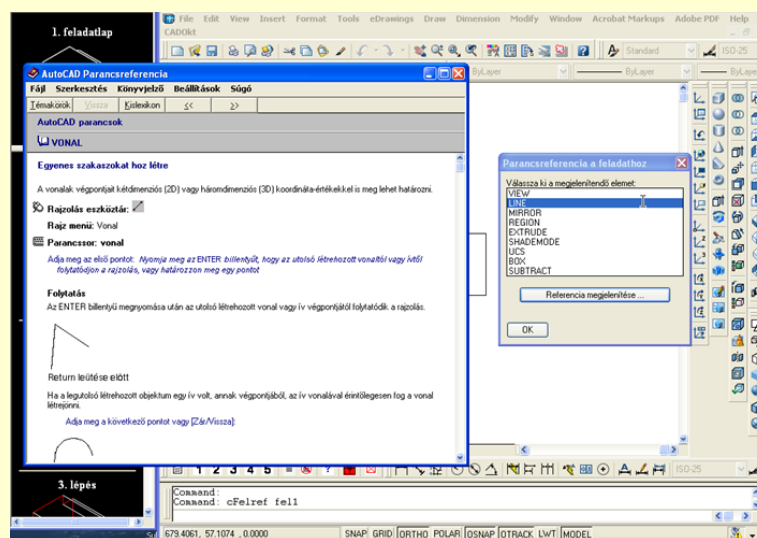 1. feladatlap
File Edit View Insert Format Tools eDrawings Draw Dimension Modify Window Acrobat Markups Adobe PDF Help
CADOkt
Standard
ISO-25
ByLayer
ByLayer
ByLayer
AutoCAD Parancsreferencia
Fájl Szerkesztés Könyvjelző Beállítások Súgó
Témakörök Vissza Kislexikon << >>
AutoCAD parancsok
VONAL
Egyenes szakaszokat hoz létre
A vonalak végpontjait kétdimenziós (2D) vagy háromdimenziós (3D) koordináta-értékekkel is meg lehet határozni.
Rajzolás eszköztár:
Rajz menü: Vonal
Parancssor: vonal
Adja meg az első pontot: Nyomja meg az ENTER billentyűt, hogy az utolsó létrehozott vonaltól vagy ívtől
folytatódjon a rajzolás, vagy határozzon meg egy pontot
Folytatás
Az ENTER billentyű megnyomása után az utolsó létrehozott vonal vagy ív végpontjától folytatódik a rajzolás.
Return leütése előtt
Ha a legutolsó létrehozott objektum egy ív volt, annak végpontjából, az ív vonalával érintőlegesen fog a vonal
létrejönni.
Adja meg a következő pontot vagy [Zár/Vissza]:
Parancsreferencia a feladathoz
Válassza ki a megjelenítendő elemet:
VIEW
LINE
MIRROR
REGION
EXTRUDE
SHADEMODE
UCS
BOX
SUBTRACT
Referencia megjelenítése ...
OK
3. lépés
1 2 3 4 5
ISO-25
Command:
Command: cFelref fel1
679.4061, 57.1074 , 0.0000
SNAP GRID ORTHO POLAR OSNAP OTRACK LWT MODEL